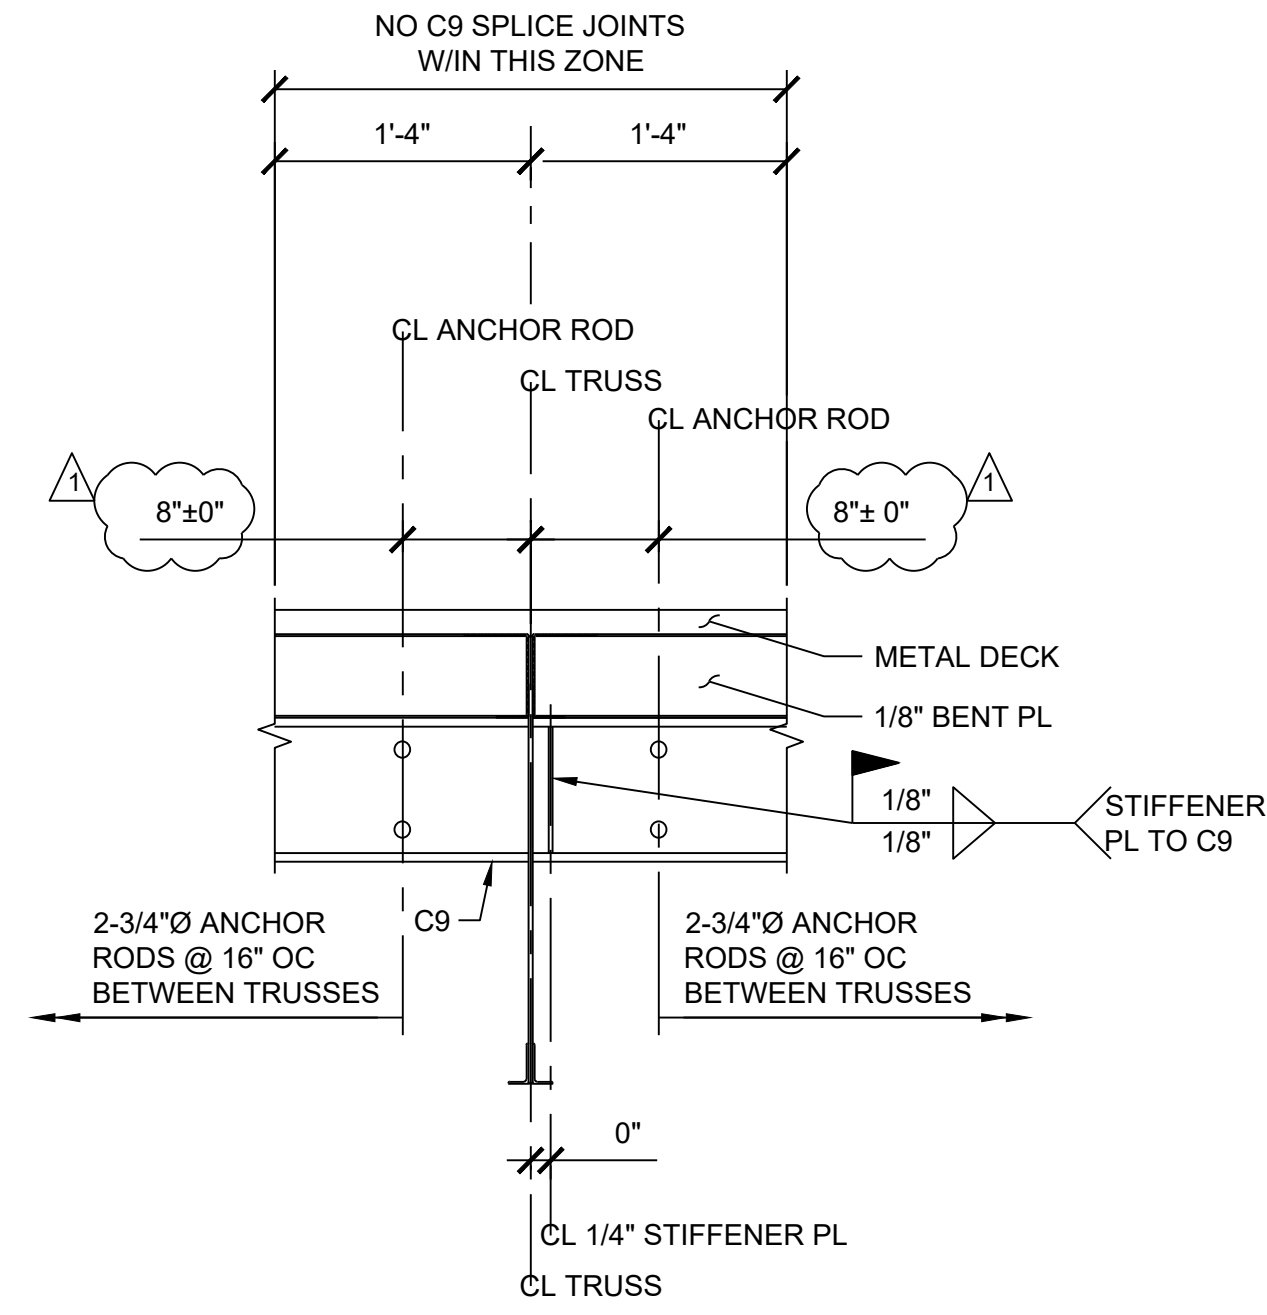 NO C9 SPLICE JOINTS
W/IN THIS ZONE
1'-4"
1'-4"
CL ANCHOR ROD
CL TRUSS
CL ANCHOR ROD
1
8"±0"
8"± 0"
1
METAL DECK
1/8" BENT PL
1/8"
1/8"
STIFFENER
PL TO C9
C9
2-3/4"Ø ANCHOR
RODS @ 16" OC
BETWEEN TRUSSES
2-3/4"Ø ANCHOR
RODS @ 16" OC
BETWEEN TRUSSES
0"
CL 1/4" STIFFENER PL
CL TRUSS